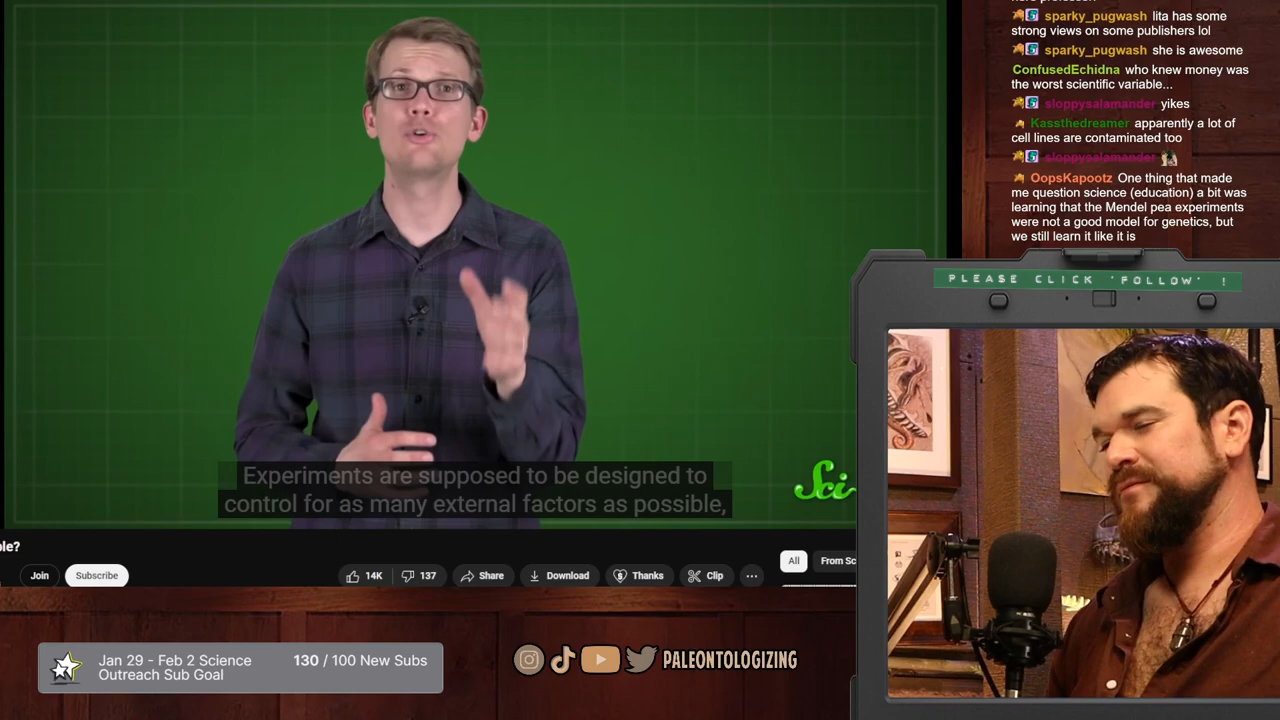 sparky_pugwash lita has some
strong views on some publishers lol
sparky_pugwash she is awesome
ConfusedEchidna who knew money was
the worst scientific variable...
sloppysalamander yikes
Kassthedreamer apparently a lot of
cell lines are contaminated too
sloppysalamander
OopsKapootz One thing that made
me question science (education) a bit was
learning that the Mendel pea experiments
were not a good model for genetics, but
we still learn it like it is
PLEASE CLICK "FOLLOW" !
Experiments are supposed to be designed to
control for as many external factors as possible,
Sci
ple?
Join
Subscribe
14K
137
Share
Download
Thanks
Clip
...
All
From Sc
Jan 29 - Feb 2 Science
Outreach Sub Goal
130 / 100 New Subs
PALEONTOLOGIZING